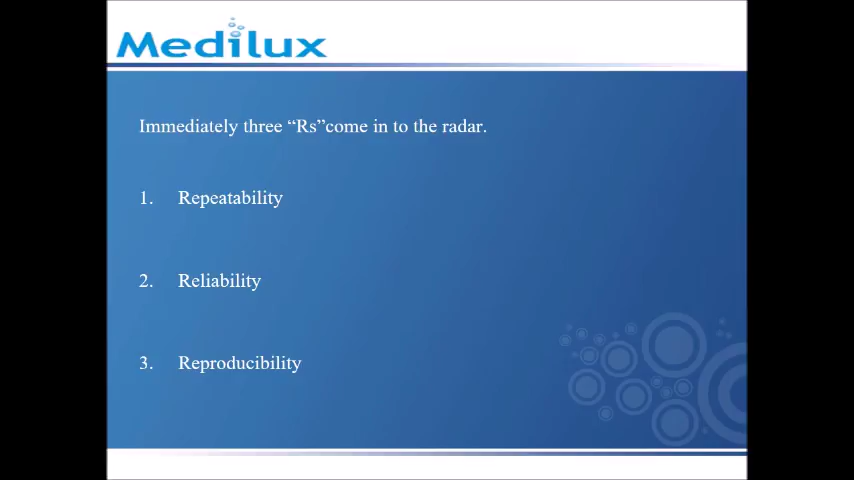 Medilux
Immediately three “Rs”come in to the radar.
1. Repeatability
2. Reliability
3. Reproducibility